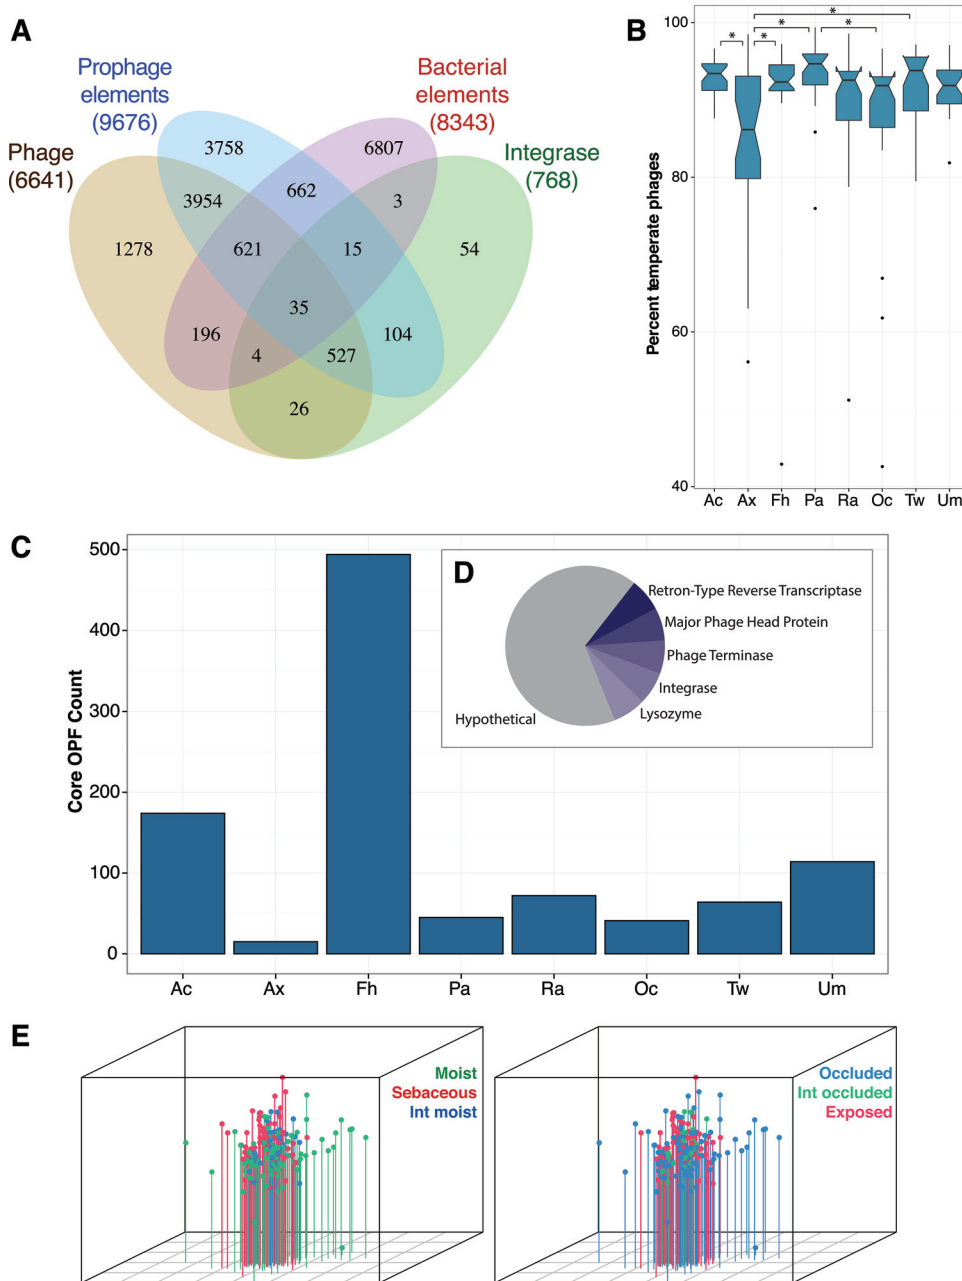 A
Prophage
elements
(9676)
Bacterial
elements
(8343)
Phage
(6641)
Integrase
(768)
3758
6807
3954
662
3
1278
621
15
54
35
196
4
527
104
26
B
Percent temperate phages
100
80
60
40
*
* *
* *
Ac Ax Fh Pa Ra Oc Tw Um
C
Core OPF Count
500
400
300
200
100
0
Ac Ax Fh Pa Ra Oc Tw Um
D
Retron-Type Reverse Transcriptase
Major Phage Head Protein
Phage Terminase
Integrase
Lysozyme
Hypothetical
E
Moist
Sebaceous
Int moist
Occluded
Int occluded
Exposed